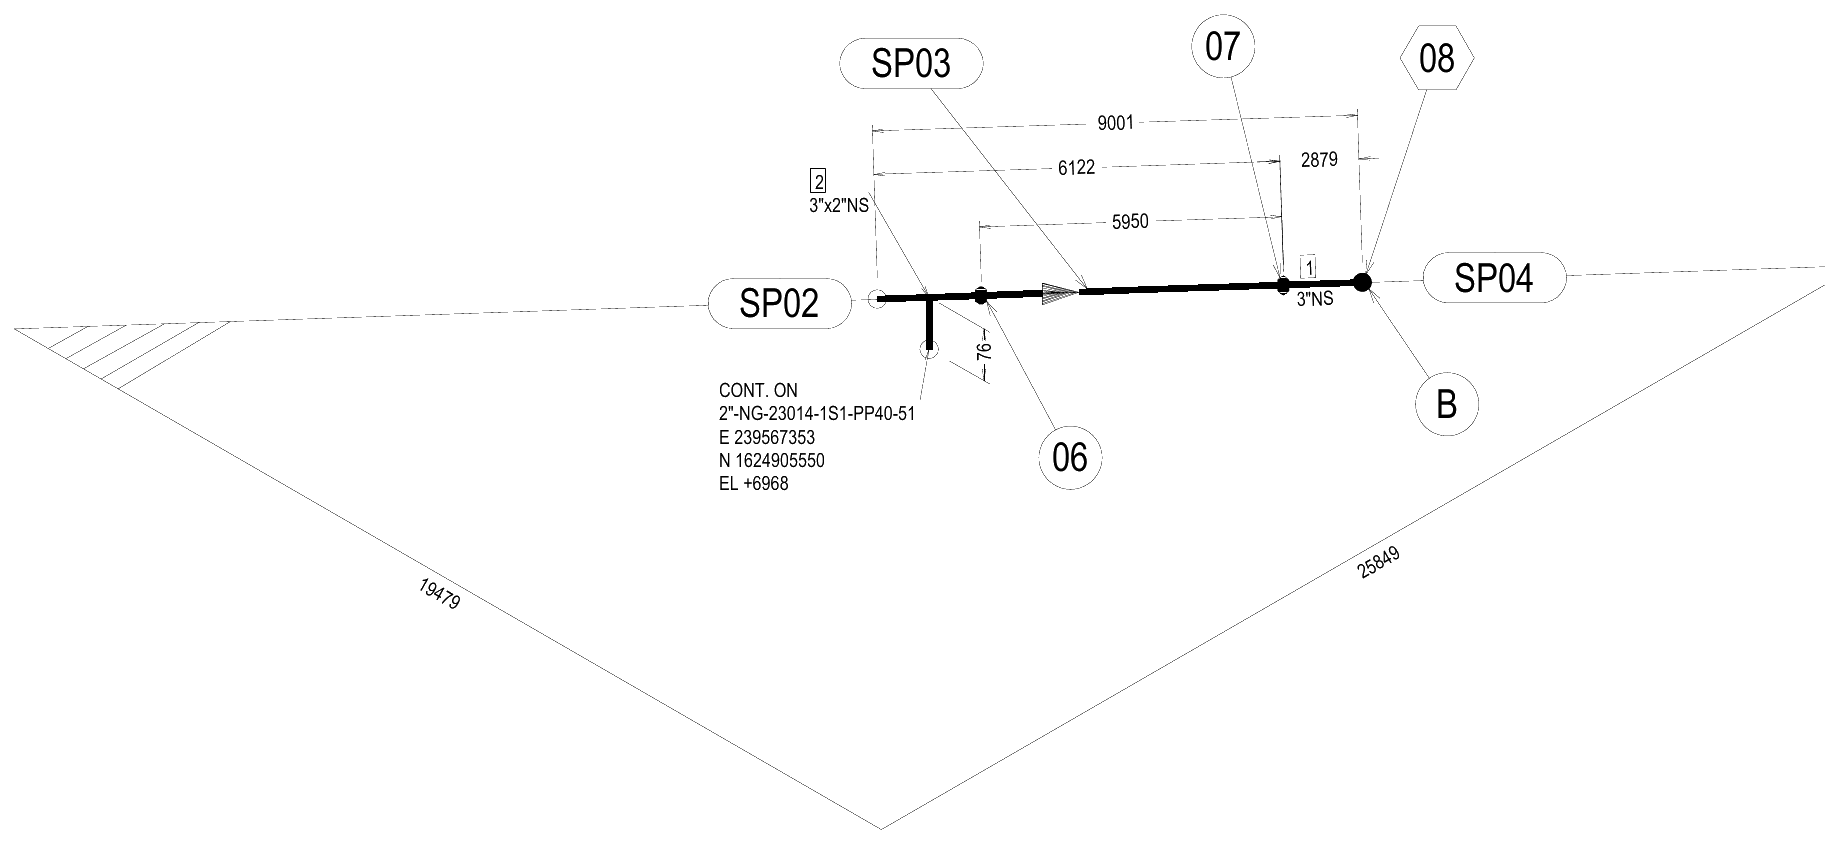 07
08
SP03
9001
6122
2879
2
3"x2"NS
5950
1
3"NS
SP04
SP02
76
CONT. ON
2"-NG-23014-1S1-PP40-51
E 239567353
N 1624905550
EL +6968
B
06
19479
25849